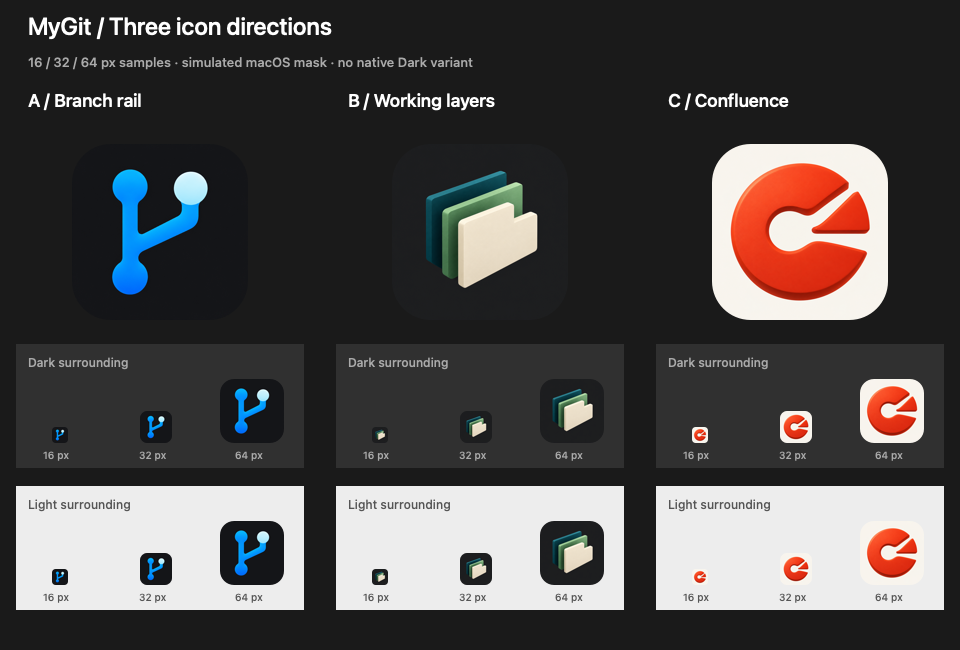 MyGit / Three icon directions
16 / 32 / 64 px samples · simulated macOS mask · no native Dark variant
A / Branch rail
B / Working layers
C / Confluence
Dark surrounding
16 px
32 px
64 px
Dark surrounding
16 px
32 px
64 px
Dark surrounding
16 px
32 px
64 px
Light surrounding
16 px
32 px
64 px
Light surrounding
16 px
32 px
64 px
Light surrounding
16 px
32 px
64 px